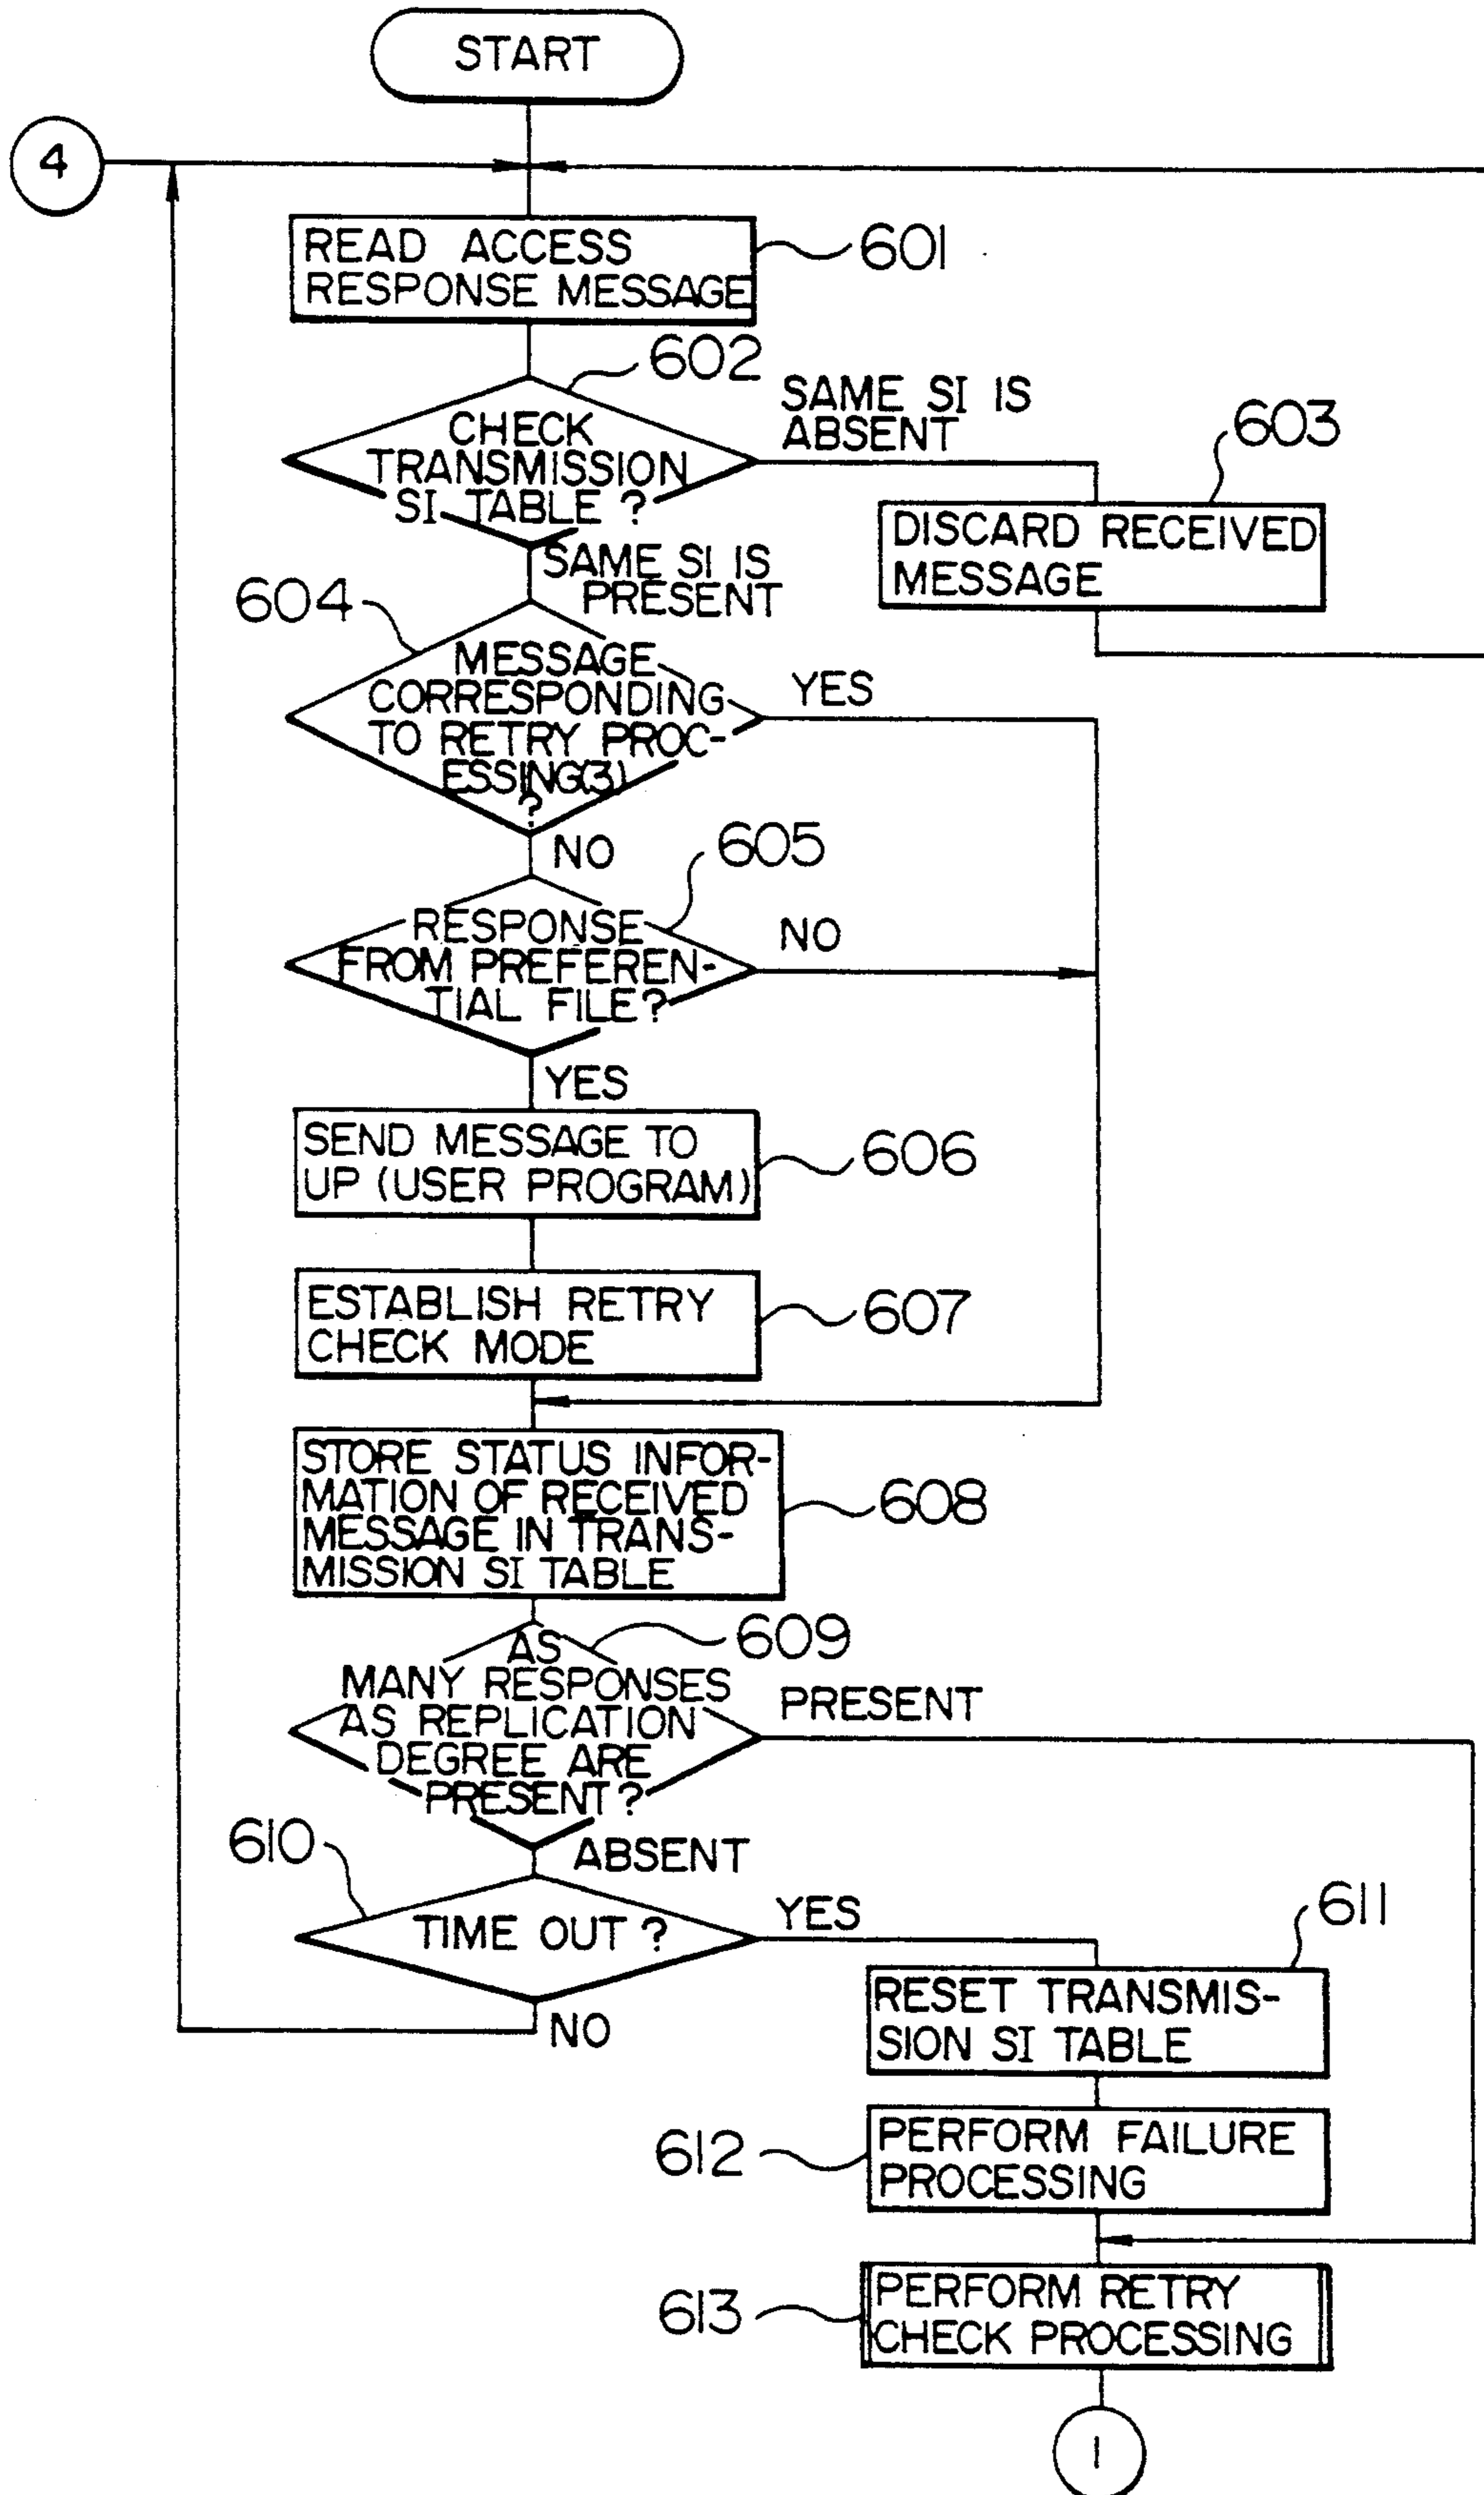 START
4
READ ACCESS
RESPONSE MESSAGE
601
602
CHECK
TRANSMISSION
SI TABLE ?
SAME SI IS
ABSENT
603
DISCARD RECEIVED
MESSAGE
SAME SI IS
PRESENT
604
MESSAGE
CORRESPONDING
TO RETRY PROC-
ESSING(3)
?
YES
NO
605
RESPONSE
FROM PREFEREN-
TIAL FILE?
NO
YES
SEND MESSAGE TO
UP (USER PROGRAM)
606
ESTABLISH RETRY
CHECK MODE
607
STORE STATUS INFOR-
MATION OF RECEIVED
MESSAGE IN TRANS-
MISSION SI TABLE
608
609
AS
MANY RESPONSES
AS REPLICATION
DEGREE ARE
PRESENT?
PRESENT
ABSENT
610
TIME OUT ?
YES
NO
611
RESET TRANSMIS-
SION SI TABLE
612
PERFORM FAILURE
PROCESSING
613
PERFORM RETRY
CHECK PROCESSING
1